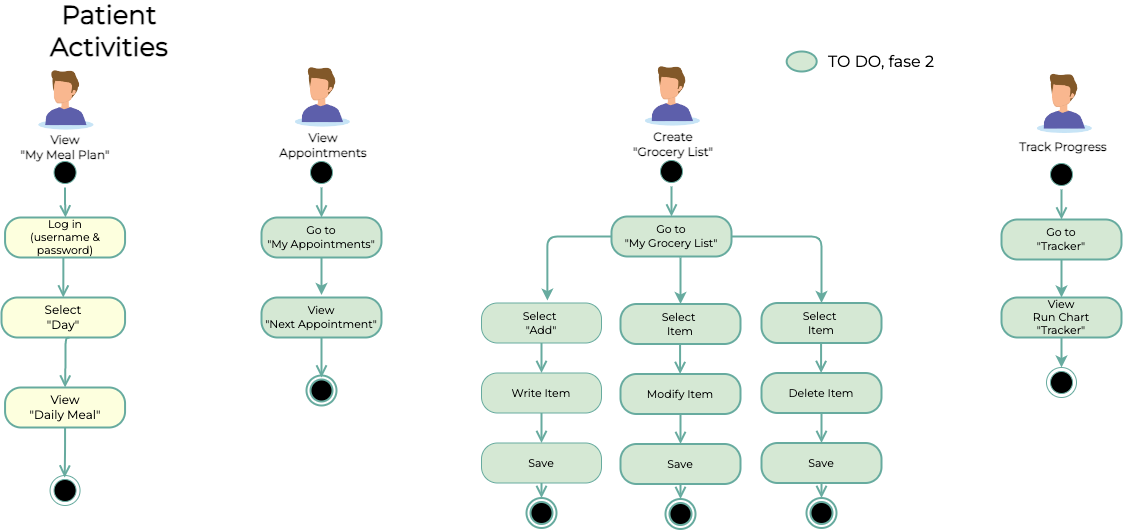 Patient
Activities
TO DO, fase 2
View
"My Meal Plan"
Log in
(username &
password)
Select
"Day"
View
"Daily Meal"
View
Appointments
Go to
"My Appointments"
View
"Next Appointment"
Create
"Grocery List"
Go to
"My Grocery List"
Select
"Add"
Write Item
Save
Select
Item
Modify Item
Save
Select
Item
Delete Item
Save
Track Progress
Go to
"Tracker"
View
Run Chart
"Tracker"